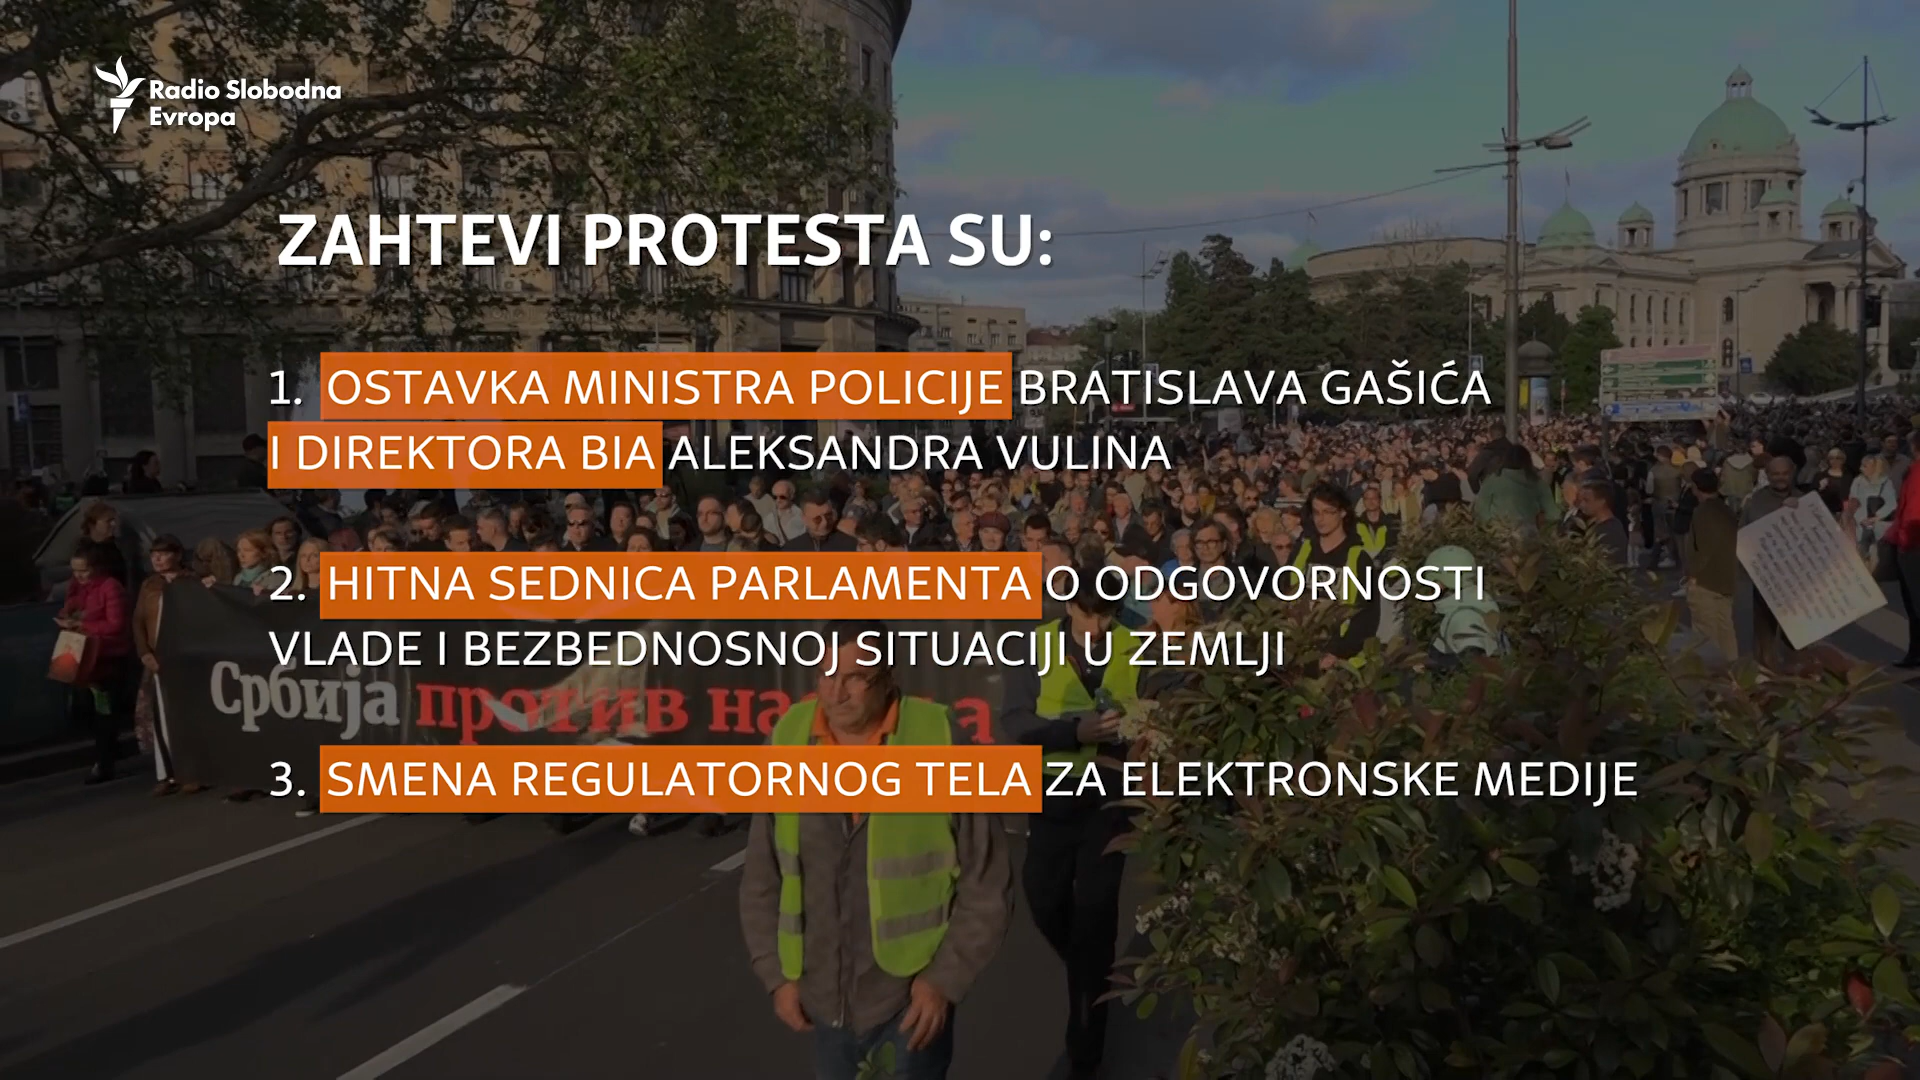 Radio Slobodna
Evropa
ZAHTEVI PROTESTA SU:
1. OSTAVKA MINISTRA POLICIJE BRATISLAVA GAŠIĆA
I DIREKTORA BIA ALEKSANDRA VULINA
2. HITNA SEDNICA PARLAMENTA O ODGOVORNOSTI
VLADE I BEZBEDNOSNOJ SITUACIJI U ZEMLJI
Србија против
3. SMENA REGULATORNOG TELA ZA ELEKTRONSKE MEDIJE